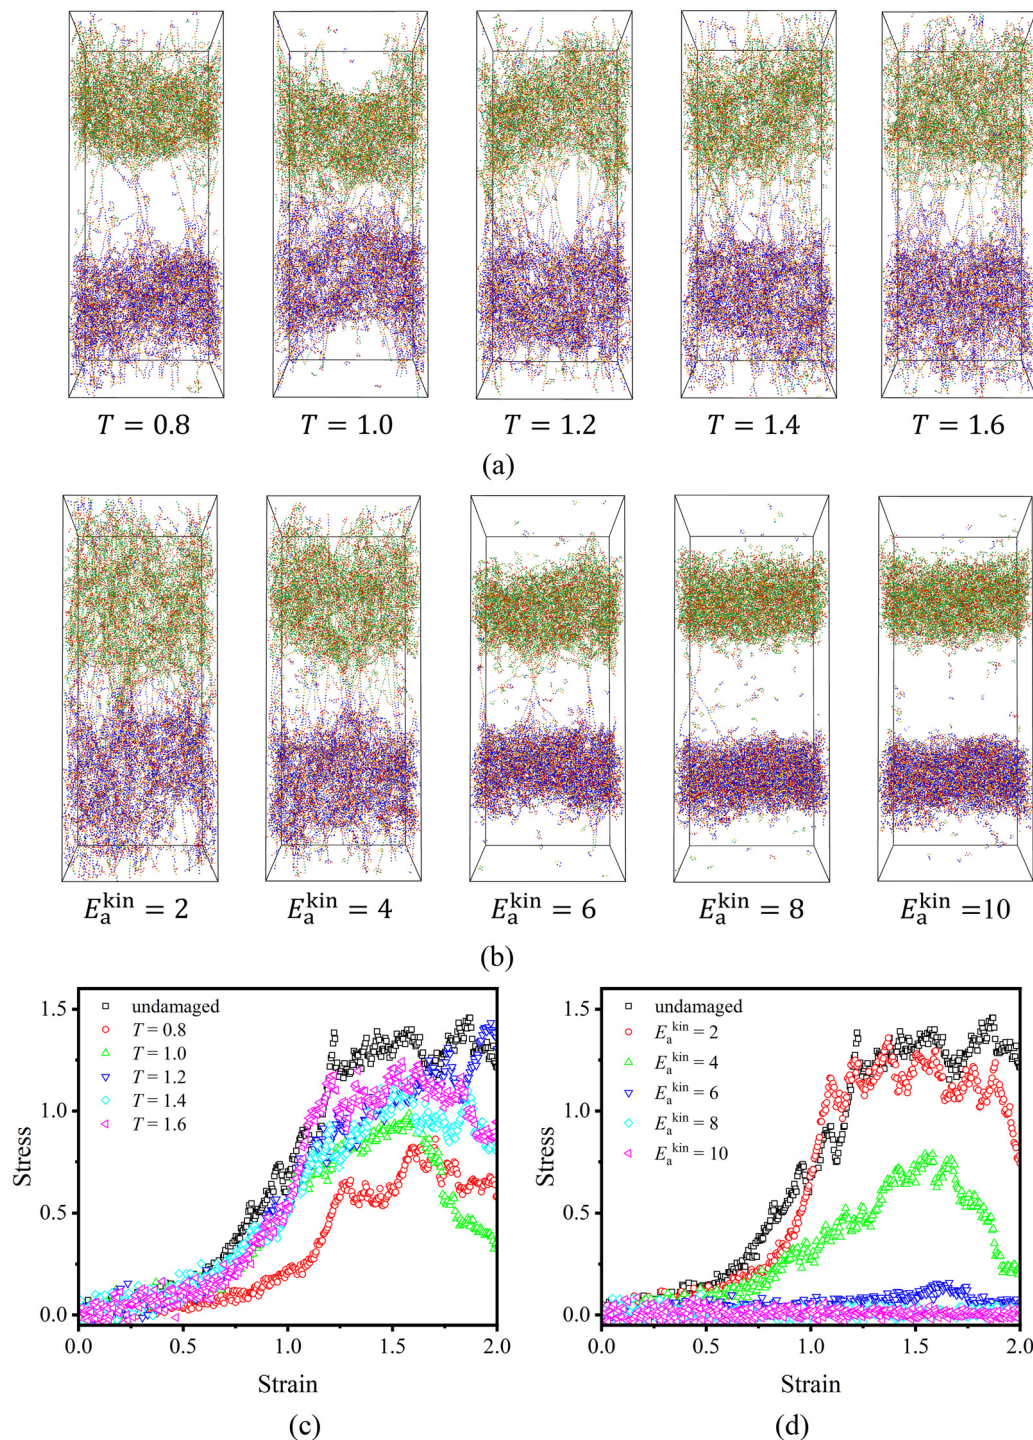 T = 0.8 T = 1.0 T = 1.2 T = 1.4 T = 1.6
(a)
E_a^kin = 2 E_a^kin = 4 E_a^kin = 6 E_a^kin = 8 E_a^kin =10
(b)
1.5
1.0
0.5
0.0
Stress
undamaged
T = 0.8
T = 1.0
T = 1.2
T = 1.4
T = 1.6
0.0 0.5 1.0 1.5 2.0
Strain
(c)
1.5
1.0
0.5
0.0
Stress
undamaged
E_a^kin = 2
E_a^kin = 4
E_a^kin = 6
E_a^kin = 8
E_a^kin = 10
0.0 0.5 1.0 1.5 2.0
Strain
(d)